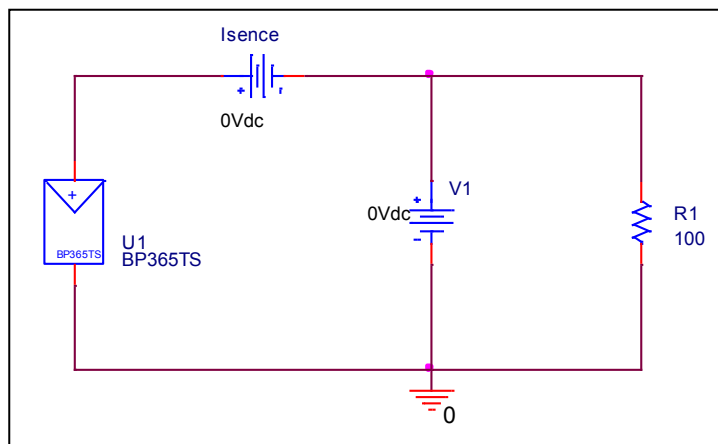 Isence
0Vdc
V1
0Vdc
R1
100
BP365TS
U1
BP365TS
0